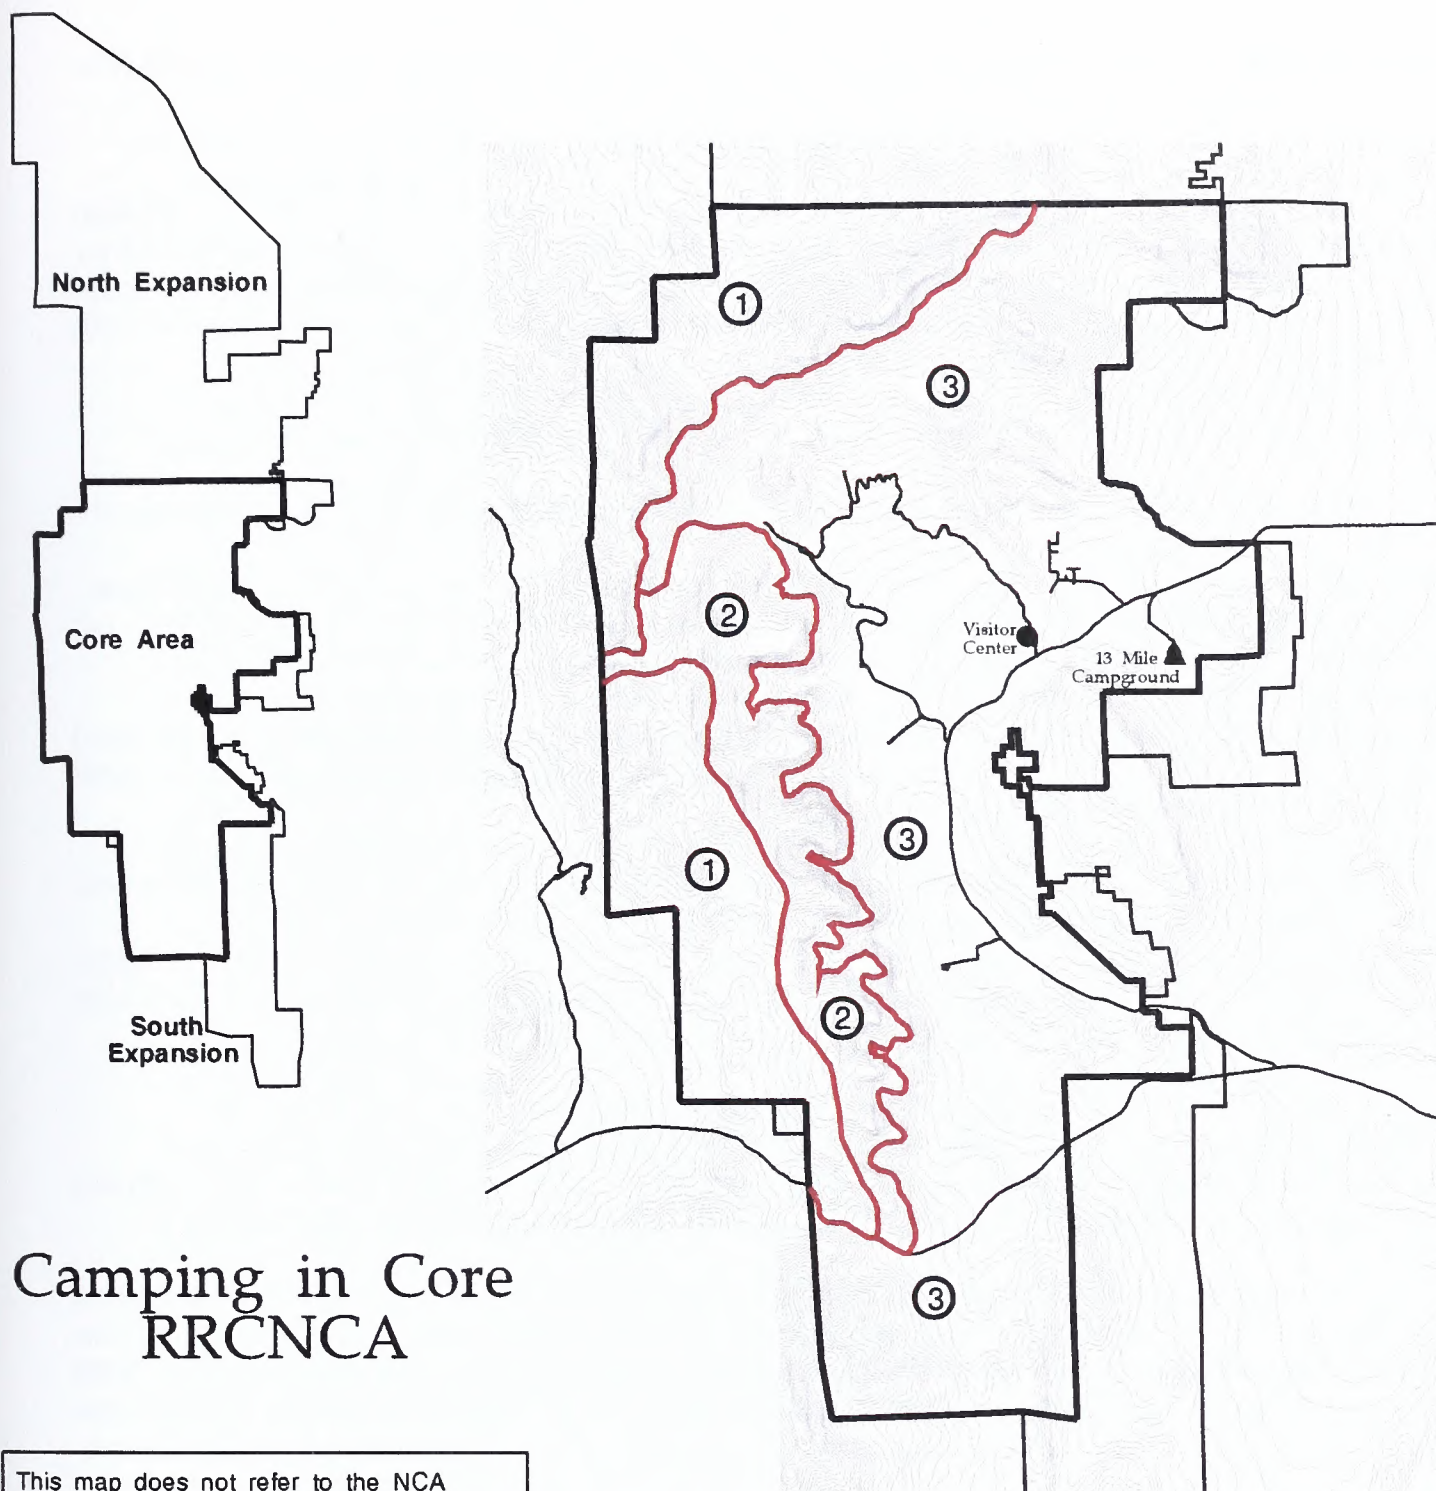 North Expansion
Core Area
South
Expansion
1
3
2
Visitor
Center
13 Mile
Campground
3
1
2
3
Camping in Core
RRCNCA
This map does not refer to the NCA